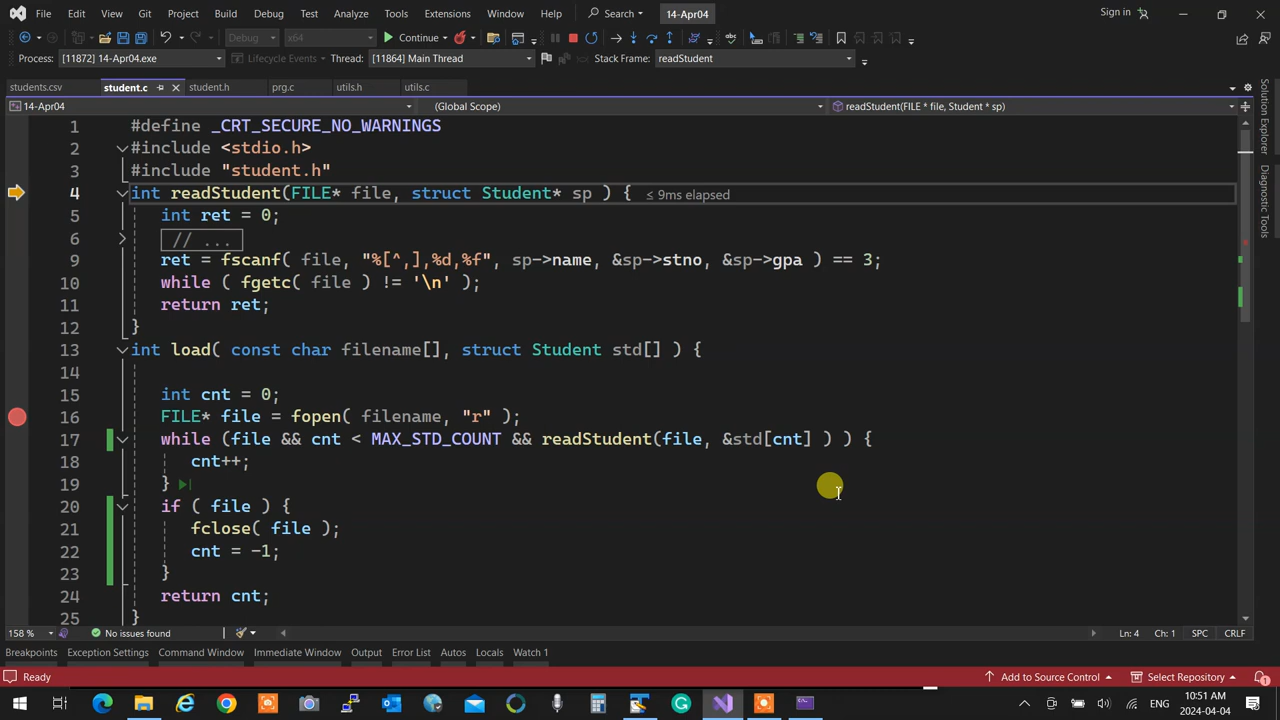 File Edit View Git Project Build Debug Test Analyze Tools Extensions Window Help Search 14-Apr04 Sign in
Debug x64 Continue
Process: [11872] 14-Apr04.exe Lifecycle Events Thread: [11864] Main Thread Stack Frame: readStudent
students.csv student.c student.h prg.c utils.h utils.c
14-Apr04 (Global Scope) readStudent(FILE * file, Student * sp)
1 #define _CRT_SECURE_NO_WARNINGS
2 #include <stdio.h>
3 #include "student.h"
4 int readStudent(FILE* file, struct Student* sp ) { ≤ 9ms elapsed
5 int ret = 0;
6 // ...
9 ret = fscanf( file, "%[^,],%d,%f", sp->name, &sp->stno, &sp->gpa ) == 3;
10 while ( fgetc( file ) != '\n' );
11 return ret;
12 }
13 int load( const char filename[], struct Student std[] ) {
14
15 int cnt = 0;
16 FILE* file = fopen( filename, "r" );
17 while (file && cnt < MAX_STD_COUNT && readStudent(file, &std[cnt] ) ) {
18 cnt++;
19 }
20 if ( file ) {
21 fclose( file );
22 cnt = -1;
23 }
24 return cnt;
25 }
158 % No issues found Ln: 4 Ch: 1 SPC CRLF
Breakpoints Exception Settings Command Window Immediate Window Output Error List Autos Locals Watch 1
Ready Add to Source Control Select Repository 1
ENG 10:51 AM
2024-04-04
Solution Explorer
Diagnostic Tools